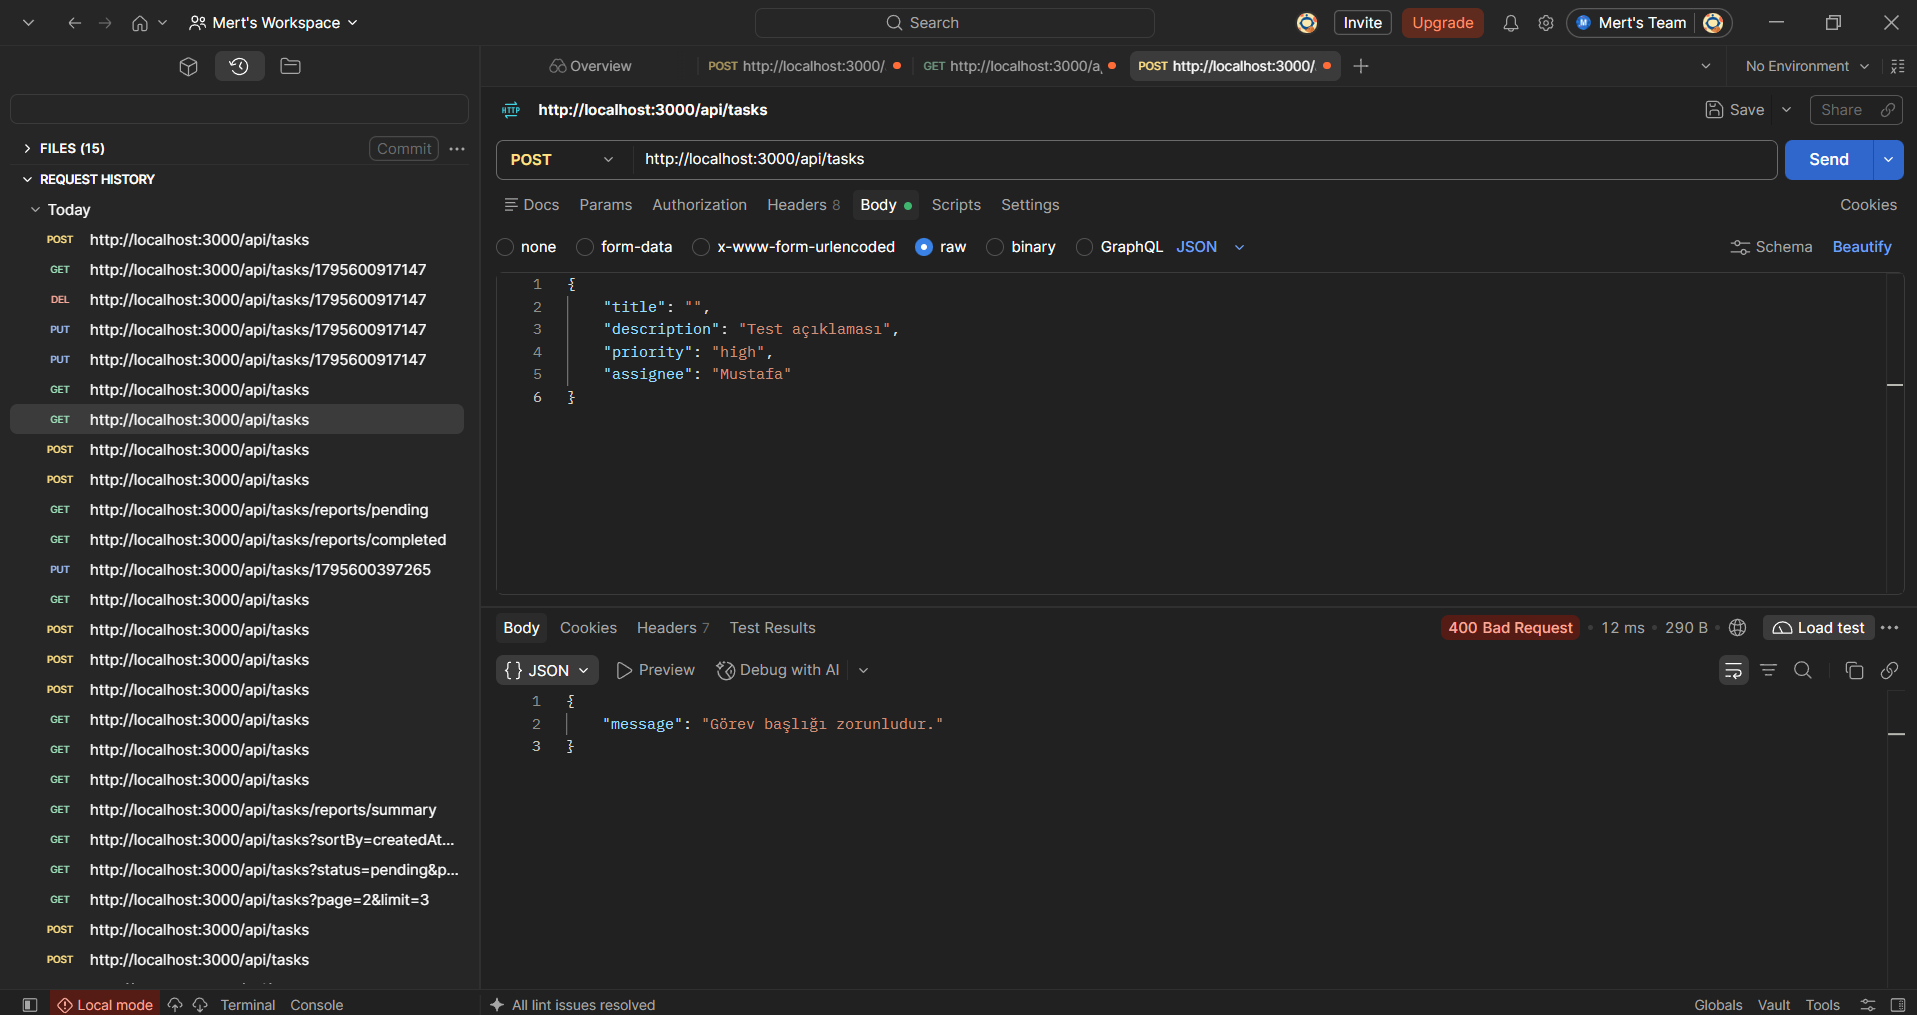 Mert's Workspace
Search
Invite
Upgrade
M
Mert's Team
Overview
POST http://localhost:3000/
GET http://localhost:3000/a
POST http://localhost:3000/
No Environment
HTTP http://localhost:3000/api/tasks
Save
Share
FILES (15)
Commit
REQUEST HISTORY
Today
POST http://localhost:3000/api/tasks
GET http://localhost:3000/api/tasks/1795600917147
DEL http://localhost:3000/api/tasks/1795600917147
PUT http://localhost:3000/api/tasks/1795600917147
PUT http://localhost:3000/api/tasks/1795600917147
GET http://localhost:3000/api/tasks
GET http://localhost:3000/api/tasks
POST http://localhost:3000/api/tasks
POST http://localhost:3000/api/tasks
GET http://localhost:3000/api/tasks/reports/pending
GET http://localhost:3000/api/tasks/reports/completed
PUT http://localhost:3000/api/tasks/1795600397265
GET http://localhost:3000/api/tasks
POST http://localhost:3000/api/tasks
POST http://localhost:3000/api/tasks
POST http://localhost:3000/api/tasks
GET http://localhost:3000/api/tasks
GET http://localhost:3000/api/tasks
GET http://localhost:3000/api/tasks
GET http://localhost:3000/api/tasks/reports/summary
GET http://localhost:3000/api/tasks?sortBy=createdAt...
GET http://localhost:3000/api/tasks?status=pending&p...
GET http://localhost:3000/api/tasks?page=2&limit=3
POST http://localhost:3000/api/tasks
POST http://localhost:3000/api/tasks
POST
http://localhost:3000/api/tasks
Send
Docs
Params
Authorization
Headers 8
Body
Scripts
Settings
Cookies
none
form-data
x-www-form-urlencoded
raw
binary
GraphQL
JSON
Schema
Beautify
1 {
2 "title": "",
3 "description": "Test açıklaması",
4 "priority": "high",
5 "assignee": "Mustafa"
6 }
Body
Cookies
Headers 7
Test Results
400 Bad Request
12 ms
290 B
Load test
{} JSON
Preview
Debug with AI
1 {
2 "message": "Görev başlığı zorunludur."
3 }
Local mode
Terminal
Console
All lint issues resolved
Globals
Vault
Tools